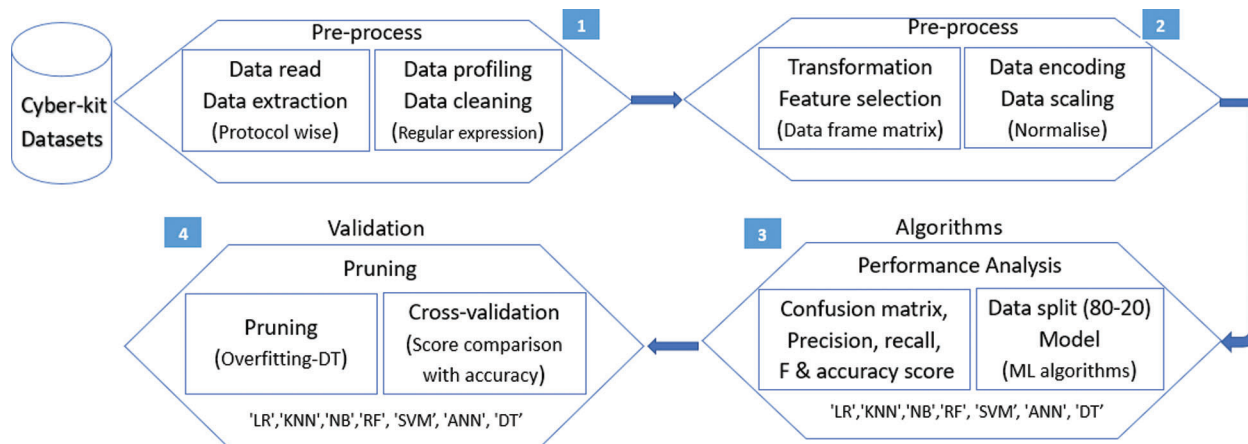 Cyber-kit
Datasets
1
Pre-process
Data read
Data extraction
(Protocol wise)
Data profiling
Data cleaning
(Regular expression)
2
Pre-process
Transformation
Feature selection
(Data frame matrix)
Data encoding
Data scaling
(Normalise)
3
Algorithms
Performance Analysis
Confusion matrix,
Precision, recall,
F & accuracy score
Data split (80-20)
Model
(ML algorithms)
'LR','KNN','NB','RF', 'SVM', 'ANN', 'DT'
4
Validation
Pruning
Pruning
(Overfitting-DT)
Cross-validation
(Score comparison
with accuracy)
'LR','KNN','NB','RF', 'SVM', 'ANN', 'DT'